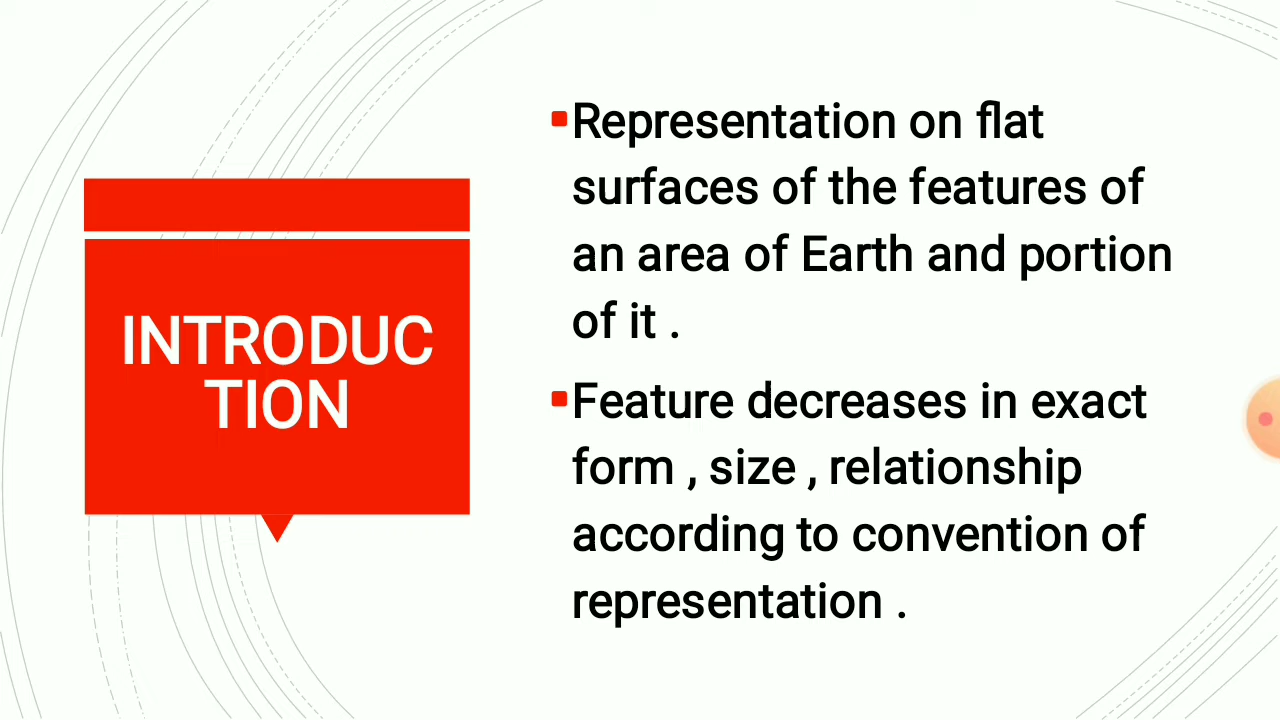 INTRODUC
TION
Representation on flat
surfaces of the features of
an area of Earth and portion
of it .
Feature decreases in exact
form , size , relationship
according to convention of
representation .